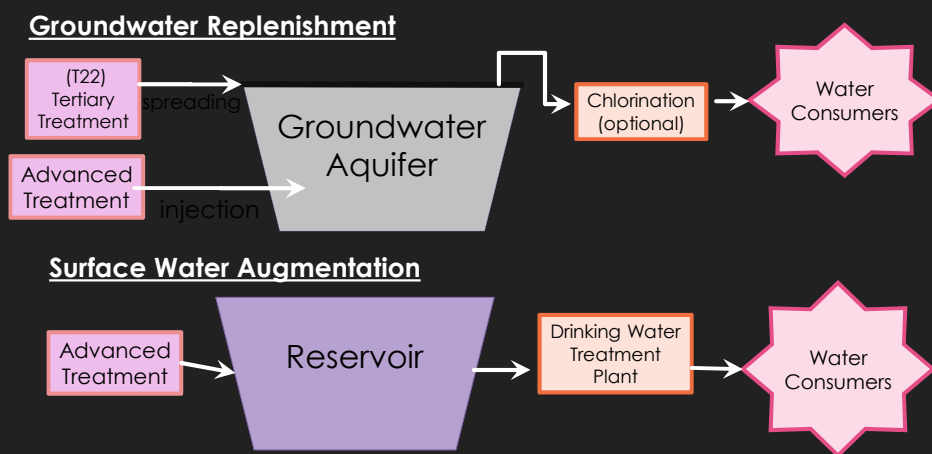 Groundwater Replenishment
(T22)
Tertiary
Treatment
spreading
Groundwater
Aquifer
Chlorination
(optional)
Water
Consumers
Advanced
Treatment
injection
Surface Water Augmentation
Advanced
Treatment
Reservoir
Drinking Water
Treatment
Plant
Water
Consumers